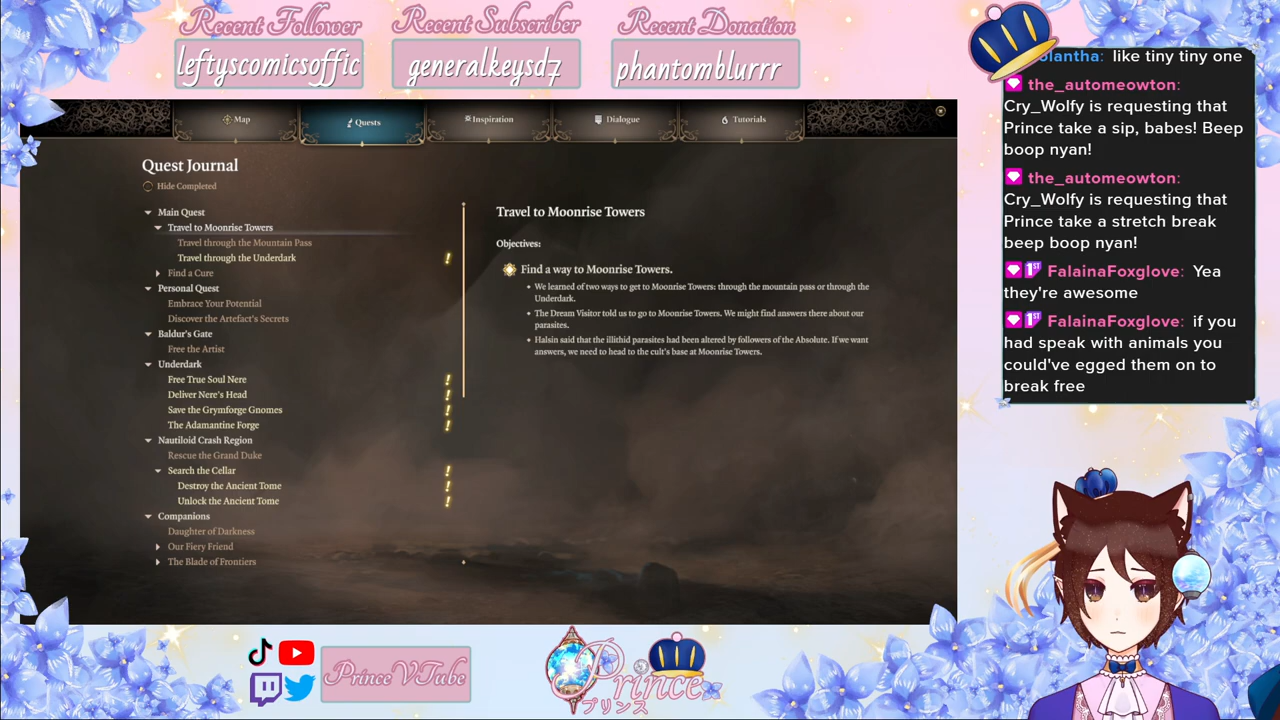 Recent Follower
leftyscomicsoffic
Recent Subscriber
generalkeysd7
Recent Donation
phantomblurrr
Map
Quests
Inspiration
Dialogue
Tutorials
Quest Journal
Hide Completed
Main Quest
Travel to Moonrise Towers
Travel through the Mountain Pass
Travel through the Underdark
Find a Cure
Personal Quest
Embrace Your Potential
Discover the Artefact's Secrets
Baldur's Gate
Free the Artist
Underdark
Free True Soul Nere
Deliver Nere's Head
Save the Grymforge Gnomes
The Adamantine Forge
Nautiloid Crash Region
Rescue the Grand Duke
Search the Cellar
Destroy the Ancient Tome
Unlock the Ancient Tome
Companions
Daughter of Darkness
Our Fiery Friend
The Blade of Frontiers
Travel to Moonrise Towers
Objectives:
Find a way to Moonrise Towers.
• We learned of two ways to get to Moonrise Towers: through the mountain pass or through the
Underdark.
• The Dream Visitor told us to go to Moonrise Towers. We might find answers there about our
parasites.
• Halsin said that the illithid parasites had been altered by followers of the Absolute. If we want
answers, we need to head to the cult's base at Moonrise Towers.
olantha: like tiny tiny one
the_automeowton:
Cry_Wolfy is requesting that
Prince take a sip, babes! Beep
boop nyan!
the_automeowton:
Cry_Wolfy is requesting that
Prince take a stretch break
beep boop nyan!
1ST FalainaFoxglove: Yea
they're awesome
1ST FalainaFoxglove: if you
had speak with animals you
could've egged them on to
break free
PrinceVTube
Prince
プリンス